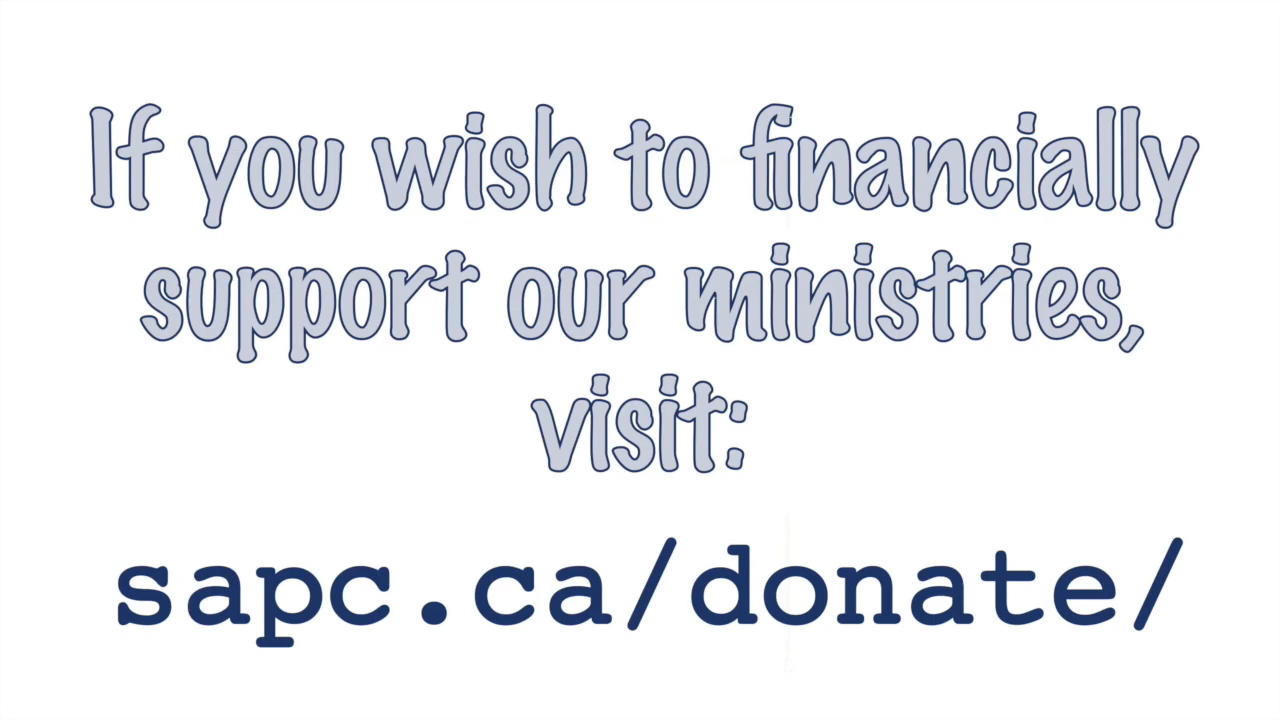 If you wish to financially
support our ministries,
visit:
sapc.ca/donate/